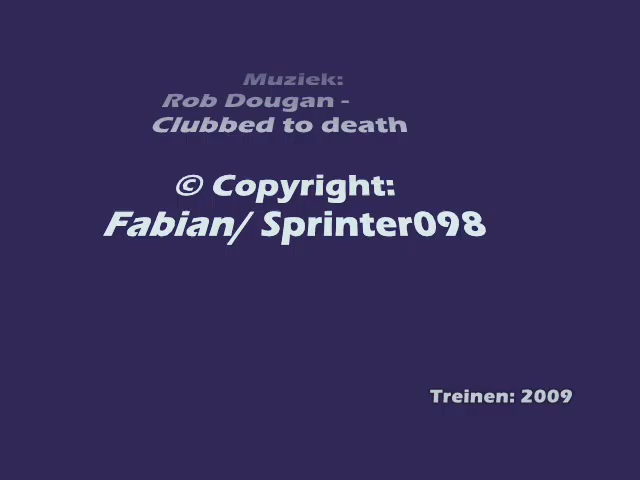 Muziek:
Rob Dougan -
Clubbed to death
© Copyright:
Fabian/ Sprinter098
Treinen: 2009